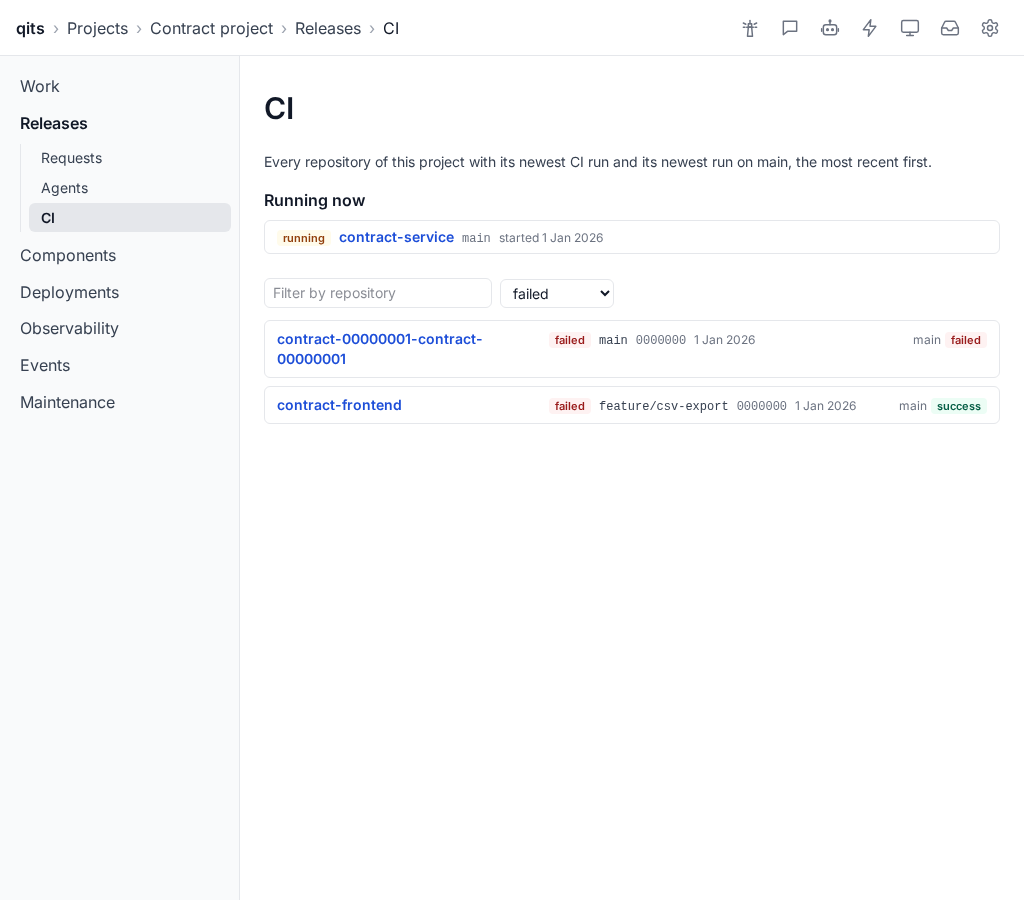 qits › Projects › Contract project › Releases › CI
Work
Releases
Requests
Agents
CI
Components
Deployments
Observability
Events
Maintenance
CI
Every repository of this project with its newest CI run and its newest run on main, the most recent first.
Running now
running contract-service main started 1 Jan 2026
Filter by repository failed
contract-00000001-contract-00000001 failed main 0000000 1 Jan 2026 main failed
contract-frontend failed feature/csv-export 0000000 1 Jan 2026 main success